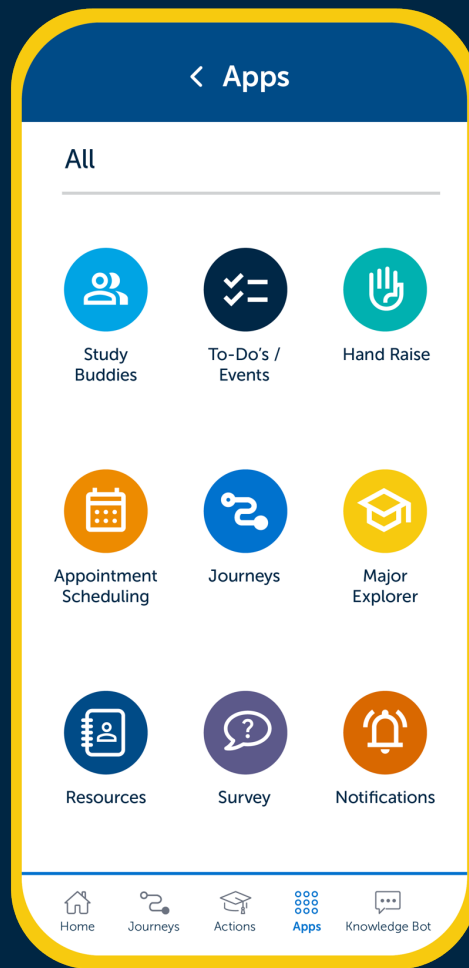 Apps
All
Study
Buddies
To-Do's /
Events
Hand Raise
Appointment
Scheduling
Journeys
Major
Explorer
Resources
?
Survey
Notifications
Home
Journeys
Actions
Apps
Knowledge Bot